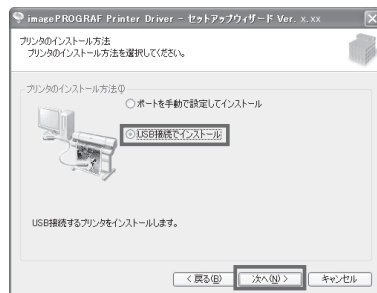 imagePROGRAF Printer Driver - セットアップウィザード Ver. x.xx
プリンタのインストール方法
プリンタのインストール方法を選択してください。
プリンタのインストール方法(I)
ポートを手動で設定してインストール
USB接続でインストール
USB接続するプリンタをインストールします。
< 戻る(B)
次へ(N) >
キャンセル